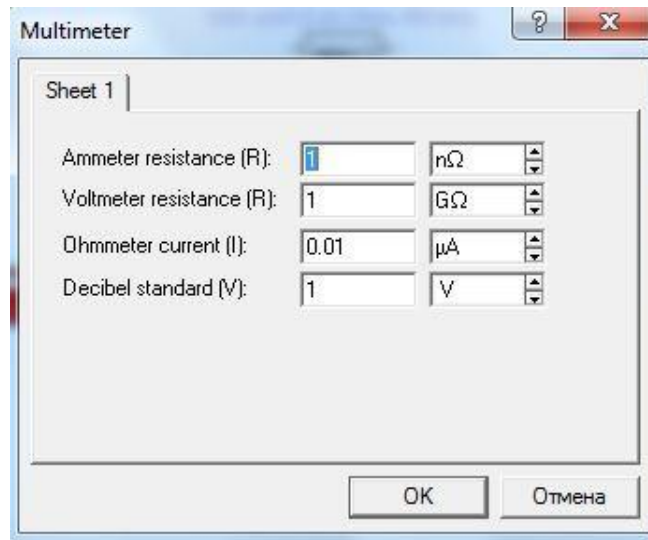 Multimeter
Sheet 1
Ammeter resistance (R): 1 nΩ
Voltmeter resistance (R): 1 GΩ
Ohmmeter current (I): 0.01 µA
Decibel standard (V): 1 V
OK Отмена